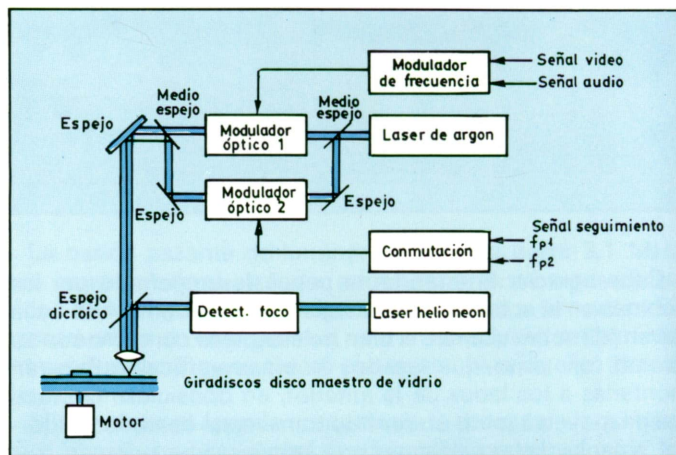 Modulador
de frecuencia
Señal video
Señal audio
Espejo
Medio
espejo
Modulador
óptico 1
Medio
espejo
Laser de argon
Espejo
Modulador
óptico 2
Espejo
Conmutación
Señal seguimiento
fp1
fp2
Espejo
dicroico
Detect. foco
Laser helio neon
Giradiscos disco maestro de vidrio
Motor